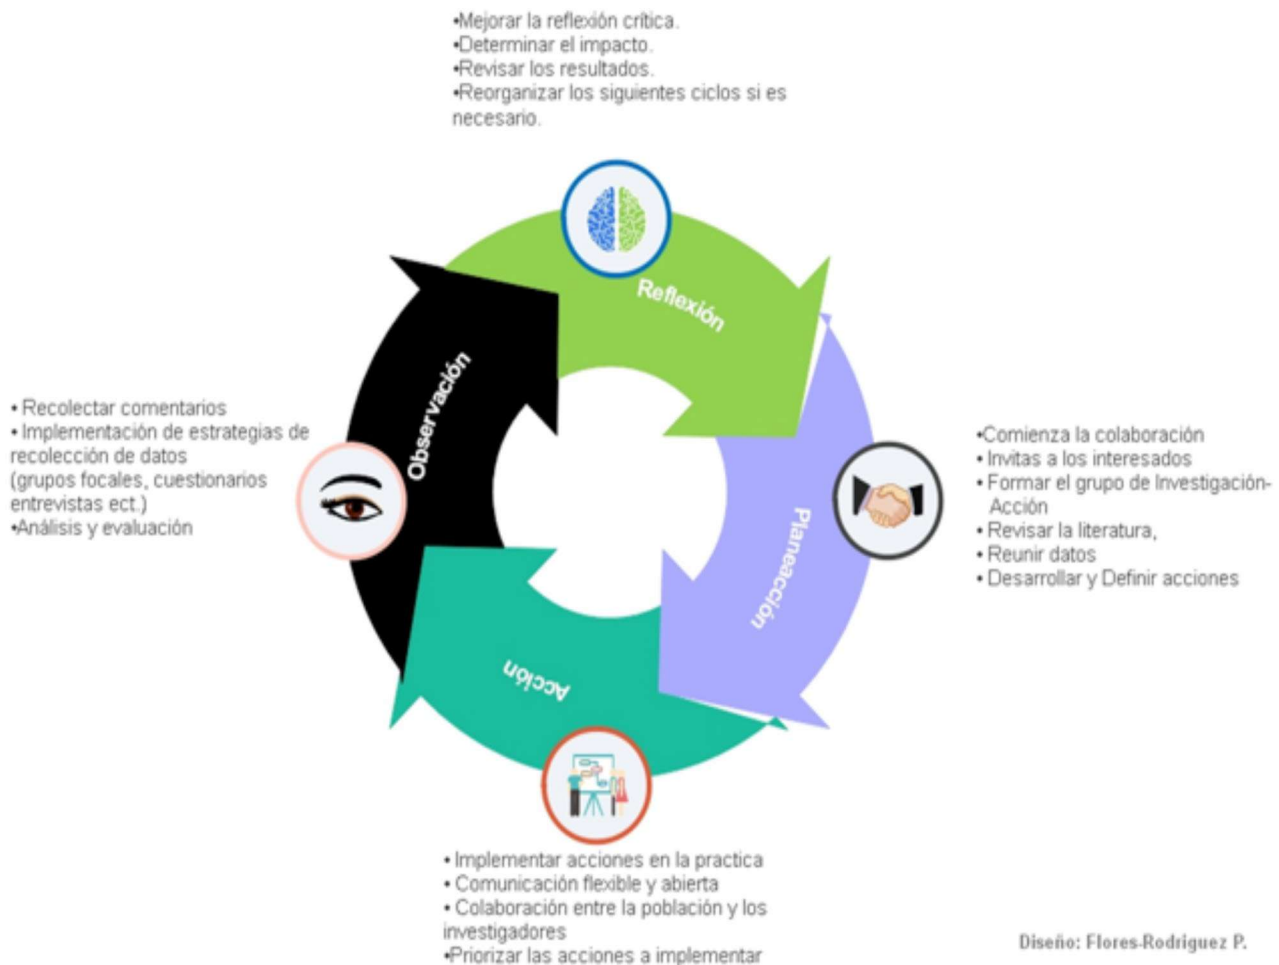 •Mejorar la reflexión crítica.
•Determinar el impacto.
•Revisar los resultados.
•Reorganizar los siguientes ciclos si es
necesario.
Reflexión
Observación
• Recolectar comentarios
• Implementación de estrategias de
recolección de datos
(grupos focales, cuestionarios
entrevistas ect.)
•Análisis y evaluación
Planeacción
•Comienza la colaboración
• Invitas a los interesados
• Formar el grupo de Investigación-
Acción
• Revisar la literatura,
• Reunir datos
• Desarrollar y Definir acciones
Acción
• Implementar acciones en la practica
• Comunicación flexible y abierta
• Colaboración entre la población y los
investigadores
•Priorizar las acciones a implementar
Diseño: Flores-Rodriguez P.